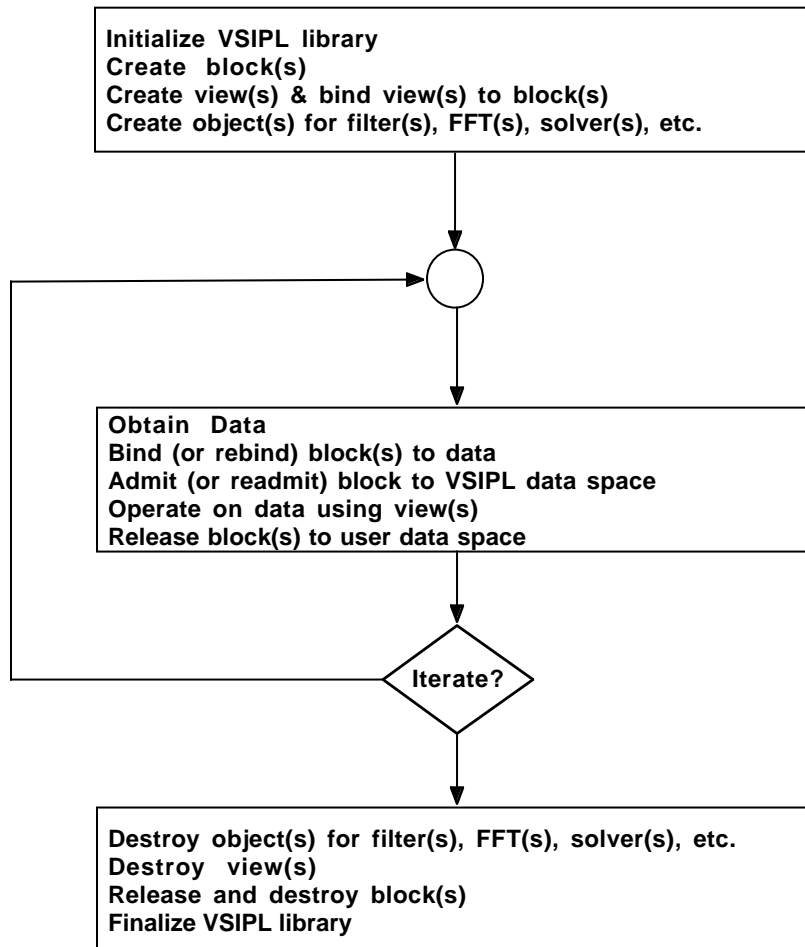 Initialize VSIPL library
Create block(s)
Create view(s) & bind view(s) to block(s)
Create object(s) for filter(s), FFT(s), solver(s), etc.
Obtain Data
Bind (or rebind) block(s) to data
Admit (or readmit) block to VSIPL data space
Operate on data using view(s)
Release block(s) to user data space
Iterate?
Destroy object(s) for filter(s), FFT(s), solver(s), etc.
Destroy view(s)
Release and destroy block(s)
Finalize VSIPL library